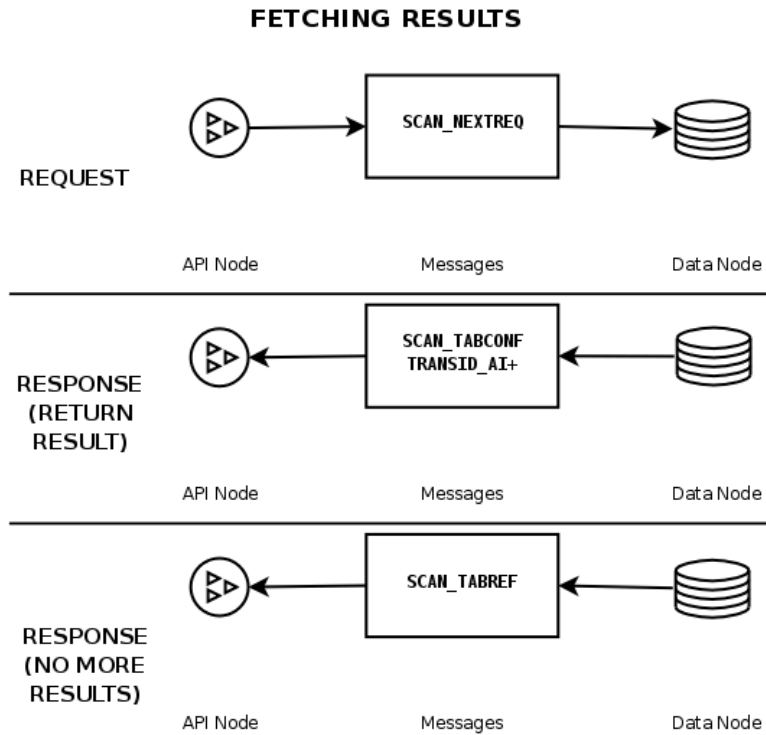 FETCHING RESULTS
SCAN_NEXTREQ
REQUEST
API Node Messages Data Node
SCAN_TABCONF
TRANSID_AI+
RESPONSE
(RETURN
RESULT)
API Node Messages Data Node
SCAN_TABREF
RESPONSE
(NO MORE
RESULTS)
API Node Messages Data Node